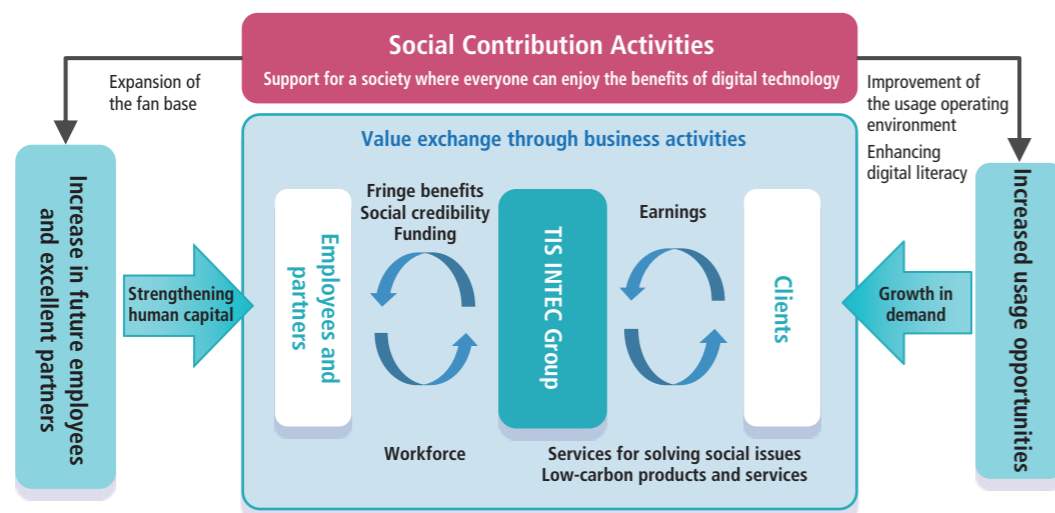 Social Contribution Activities
Support for a society where everyone can enjoy the benefits of digital technology
Expansion of
the fan base
Improvement of
the usage operating
environment
Enhancing
digital literacy
Increase in future employees
and excellent partners
Strengthening
human capital
Value exchange through business activities
Employees and
partners
Fringe benefits
Social credibility
Funding
Workforce
TIS INTEC Group
Earnings
Services for solving social issues
Low-carbon products and services
Clients
Growth in
demand
Increased usage opportunities